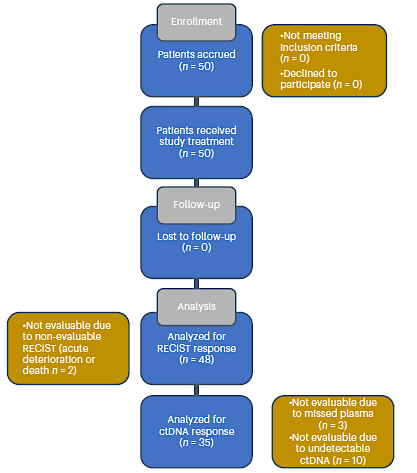 Enrollment
Patients accrued
(n = 50)
•Not meeting
inclusion criteria
(n = 0)
•Declined to
participate (n = 0)
Patients received
study treatment
(n = 50)
Follow-up
Lost to follow-up
(n = 0)
Analysis
Analyzed for
RECIST response
(n = 48)
•Not evaluable due
to non-evaluable
RECIST (acute
deterioration or
death n = 2)
Analyzed for
ctDNA response
(n = 35)
•Not evaluable due
to missed plasma
(n = 3)
•Not evaluable due
to undetectable
ctDNA (n = 10)